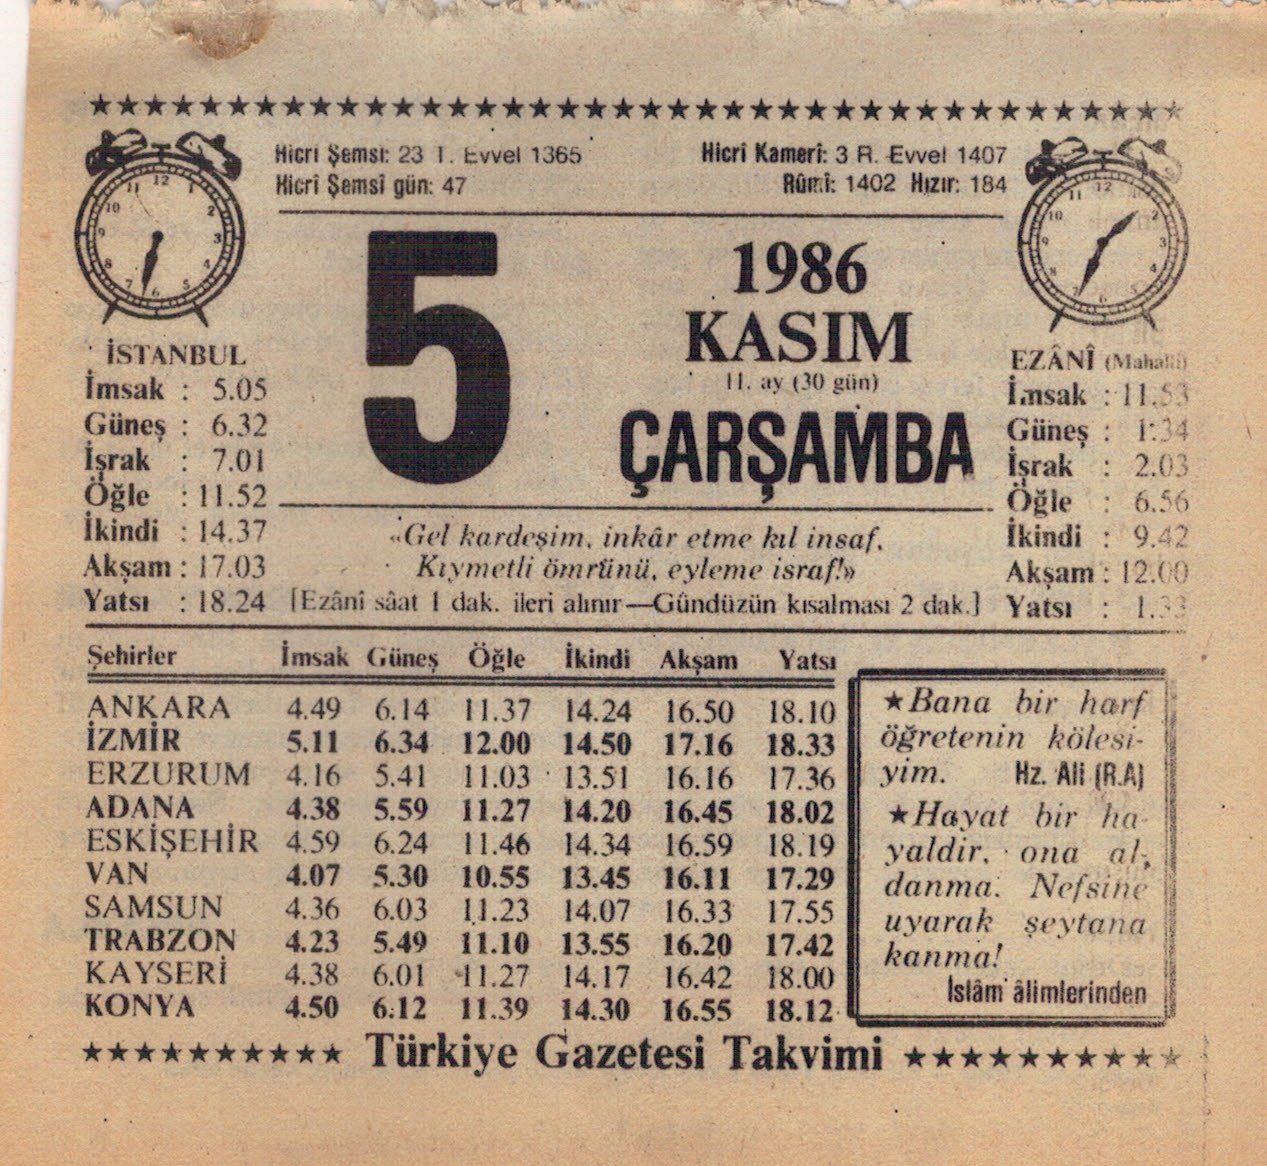 Hicrî Şemsî: 23 T. Evvel 1365
Hicrî Şemsî gün: 47
Hicrî Kamerî: 3 R. Evvel 1407
Rûmî: 1402 Hızır: 184
5
1986
KASIM
11. ay (30 gün)
ÇARŞAMBA
İSTANBUL
İmsak : 5.05
Güneş : 6.32
İşrak : 7.01
Öğle : 11.52
İkindi : 14.37
Akşam : 17.03
Yatsı : 18.24
EZÂNÎ (Mahallî)
İmsak : 11.53
Güneş : 1.34
İşrak : 2.03
Öğle : 6.56
İkindi : 9.42
Akşam : 12.00
Yatsı : 1.33
«Gel kardeşim, inkâr etme kıl insaf,
Kıymetli ömrünü, eyleme israf!»
[Ezânî sâat 1 dak. ileri alınır—Gündüzün kısalması 2 dak.]
Şehirler İmsak Güneş Öğle İkindi Akşam Yatsı
ANKARA 4.49 6.14 11.37 14.24 16.50 18.10
İZMİR 5.11 6.34 12.00 14.50 17.16 18.33
ERZURUM 4.16 5.41 11.03 13.51 16.16 17.36
ADANA 4.38 5.59 11.27 14.20 16.45 18.02
ESKİŞEHİR 4.59 6.24 11.46 14.34 16.59 18.19
VAN 4.07 5.30 10.55 13.45 16.11 17.29
SAMSUN 4.36 6.03 11.23 14.07 16.33 17.55
TRABZON 4.23 5.49 11.10 13.55 16.20 17.42
KAYSERİ 4.38 6.01 11.27 14.17 16.42 18.00
KONYA 4.50 6.12 11.39 14.30 16.55 18.12
★Bana bir harf
öğretenin kölesi-
yim. Hz. Ali (R.A)
★Hayat bir ha-
yaldir, ona al-
danma. Nefsine
uyarak şeytana
kanma!
İslâm âlimlerinden
Türkiye Gazetesi Takvimi